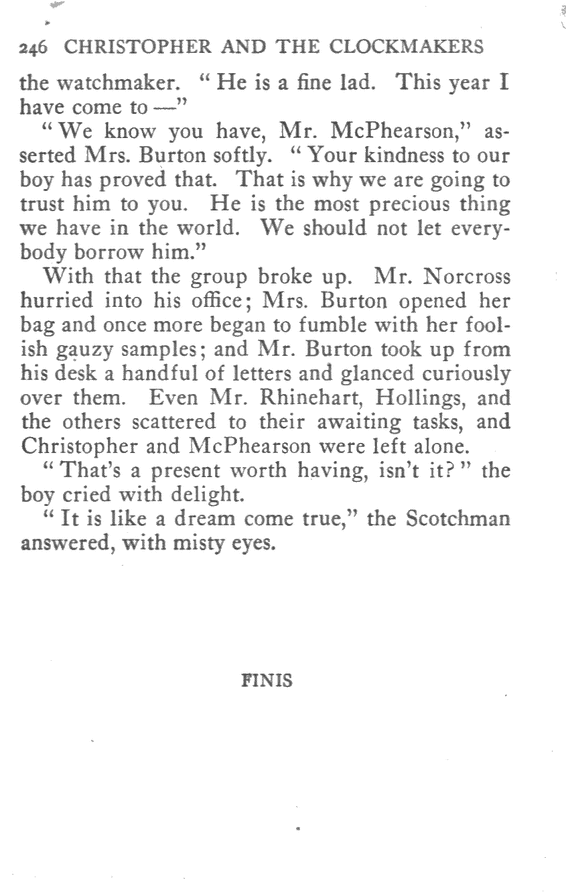 246 CHRISTOPHER AND THE CLOCKMAKERS
the watchmaker. “ He is a fine lad. This year I
have come to —”
“ We know you have, Mr. McPhearson,” as-
serted Mrs. Burton softly. “ Your kindness to our
boy has proved that. That is why we are going to
trust him to you. He is the most precious thing
we have in the world. We should not let every-
body borrow him.”
With that the group broke up. Mr. Norcross
hurried into his office; Mrs. Burton opened her
bag and once more began to fumble with her fool-
ish gauzy samples; and Mr. Burton took up from
his desk a handful of letters and glanced curiously
over them. Even Mr. Rhinehart, Hollings, and
the others scattered to their awaiting tasks, and
Christopher and McPhearson were left alone.
“ That’s a present worth having, isn’t it? ” the
boy cried with delight.
“ It is like a dream come true,” the Scotchman
answered, with misty eyes.
FINIS